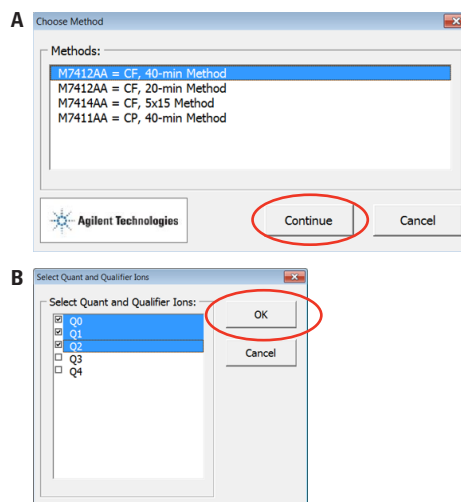 A
Choose Method
Methods:
M7412AA = CF, 40-min Method
M7412AA = CF, 20-min Method
M7414AA = CF, 5x15 Method
M7411AA = CP, 40-min Method
Agilent Technologies
Continue
Cancel
B
Select Quant and Qualifier Ions
Select Quant and Qualifier Ions:
Q0
Q1
Q2
Q3
Q4
OK
Cancel